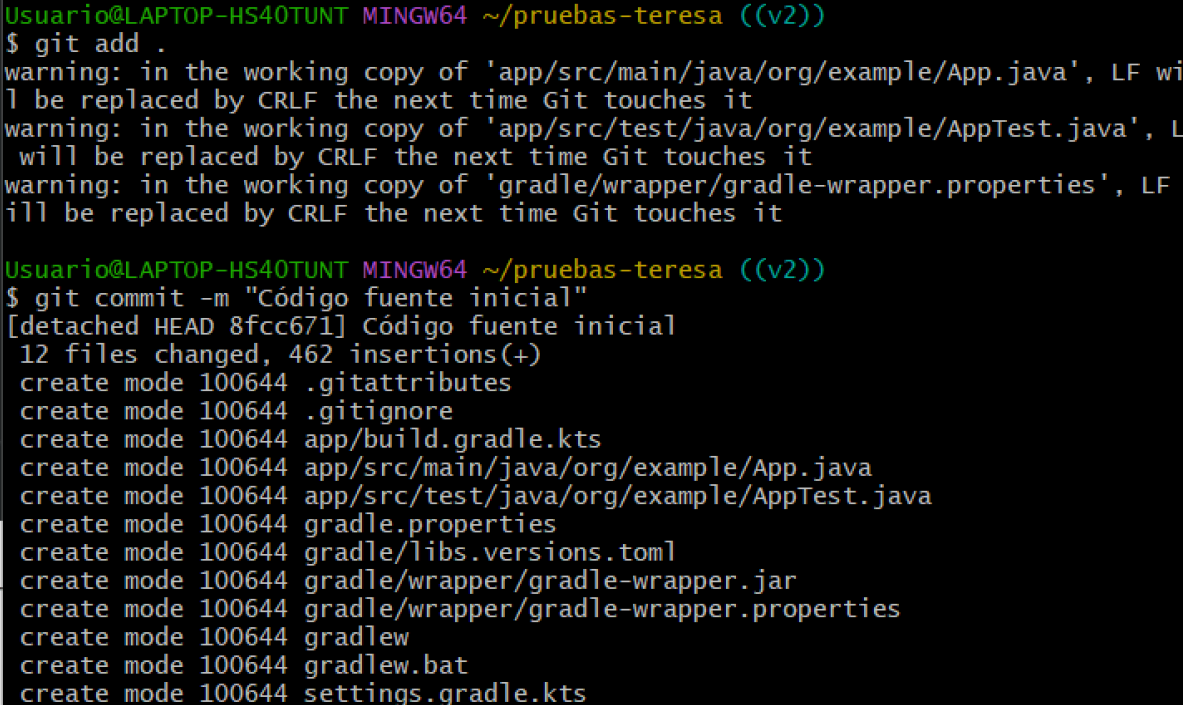 Usuario@LAPTOP-HS40TUNT MINGW64 ~/pruebas-teresa ((v2))
$ git add .
warning: in the working copy of 'app/src/main/java/org/example/App.java', LF wi
l be replaced by CRLF the next time Git touches it
warning: in the working copy of 'app/src/test/java/org/example/AppTest.java', L
 will be replaced by CRLF the next time Git touches it
warning: in the working copy of 'gradle/wrapper/gradle-wrapper.properties', LF
ill be replaced by CRLF the next time Git touches it
Usuario@LAPTOP-HS40TUNT MINGW64 ~/pruebas-teresa ((v2))
$ git commit -m "Código fuente inicial"
[detached HEAD 8fcc671] Código fuente inicial
 12 files changed, 462 insertions(+)
 create mode 100644 .gitattributes
 create mode 100644 .gitignore
 create mode 100644 app/build.gradle.kts
 create mode 100644 app/src/main/java/org/example/App.java
 create mode 100644 app/src/test/java/org/example/AppTest.java
 create mode 100644 gradle.properties
 create mode 100644 gradle/libs.versions.toml
 create mode 100644 gradle/wrapper/gradle-wrapper.jar
 create mode 100644 gradle/wrapper/gradle-wrapper.properties
 create mode 100644 gradlew
 create mode 100644 gradlew.bat
 create mode 100644 settings.gradle.kts